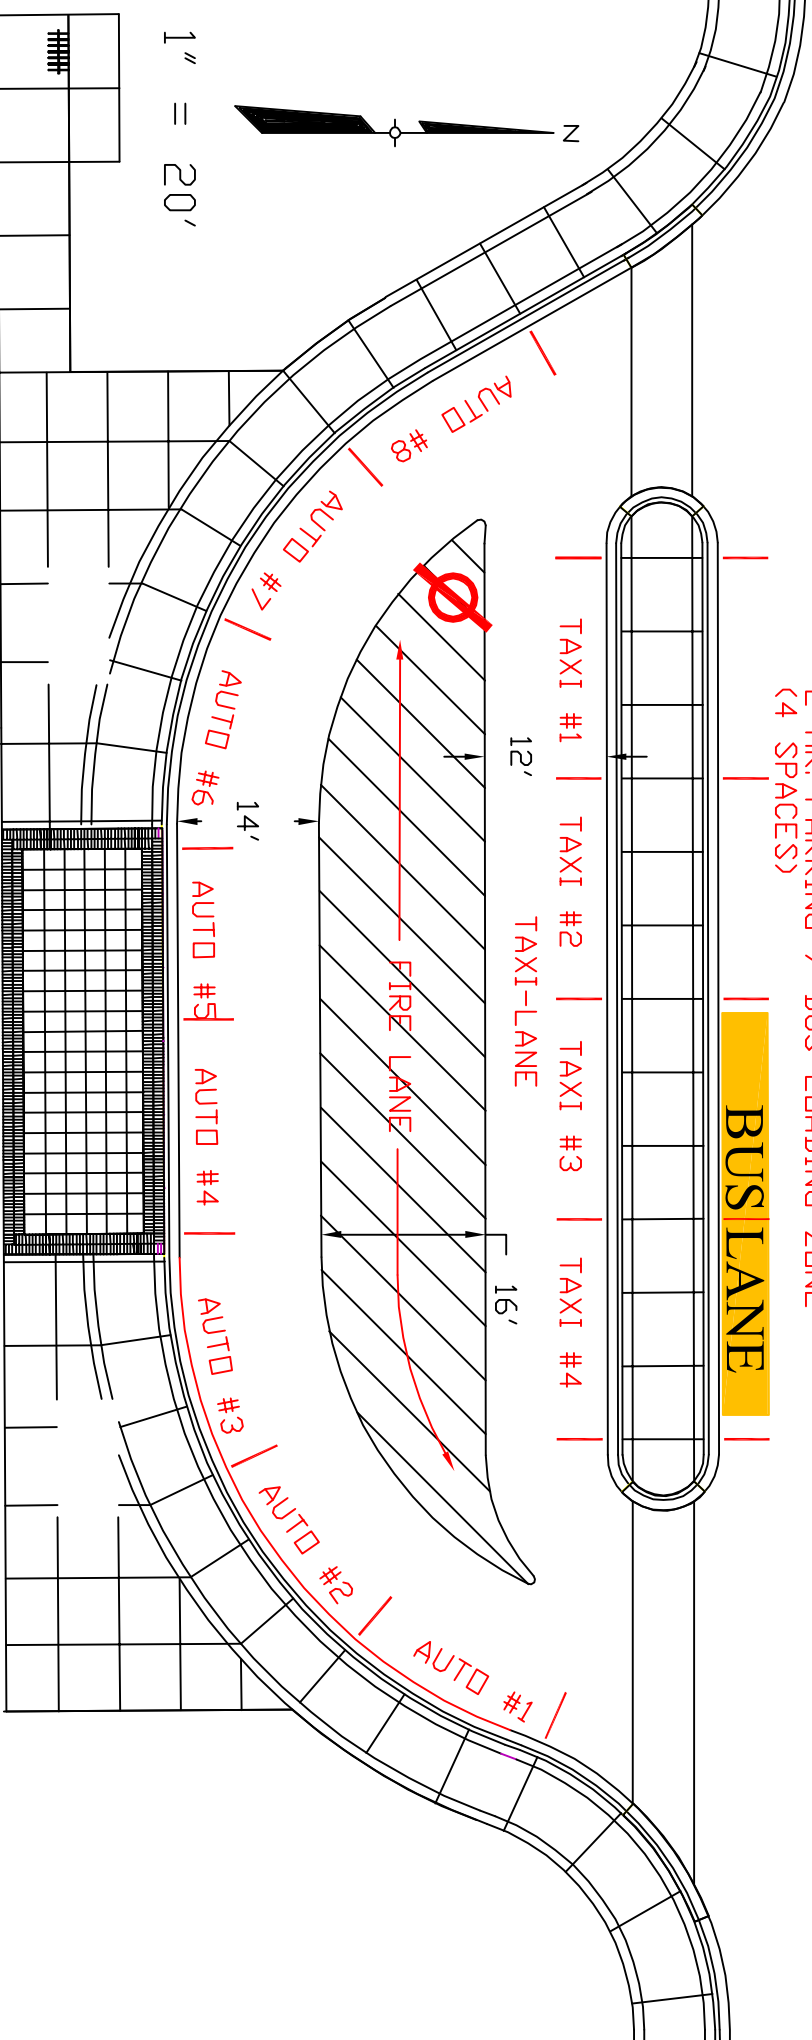 1" = 20'
N
(4 SPACES)
BUS LANE
TAXI #1
TAXI #2
TAXI #3
TAXI #4
12'
TAXI-LANE
16'
FIRE LANE
14'
AUTO #8
AUTO #7
AUTO #6
AUTO #5
AUTO #4
AUTO #3
AUTO #2
AUTO #1